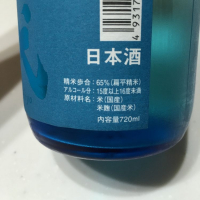 4931
日本酒
精米歩合:65%(扁平精米)
アルコール分:15度以上16度未満
原材料名:米(国産)
米麹(国産米)
内容量720ml